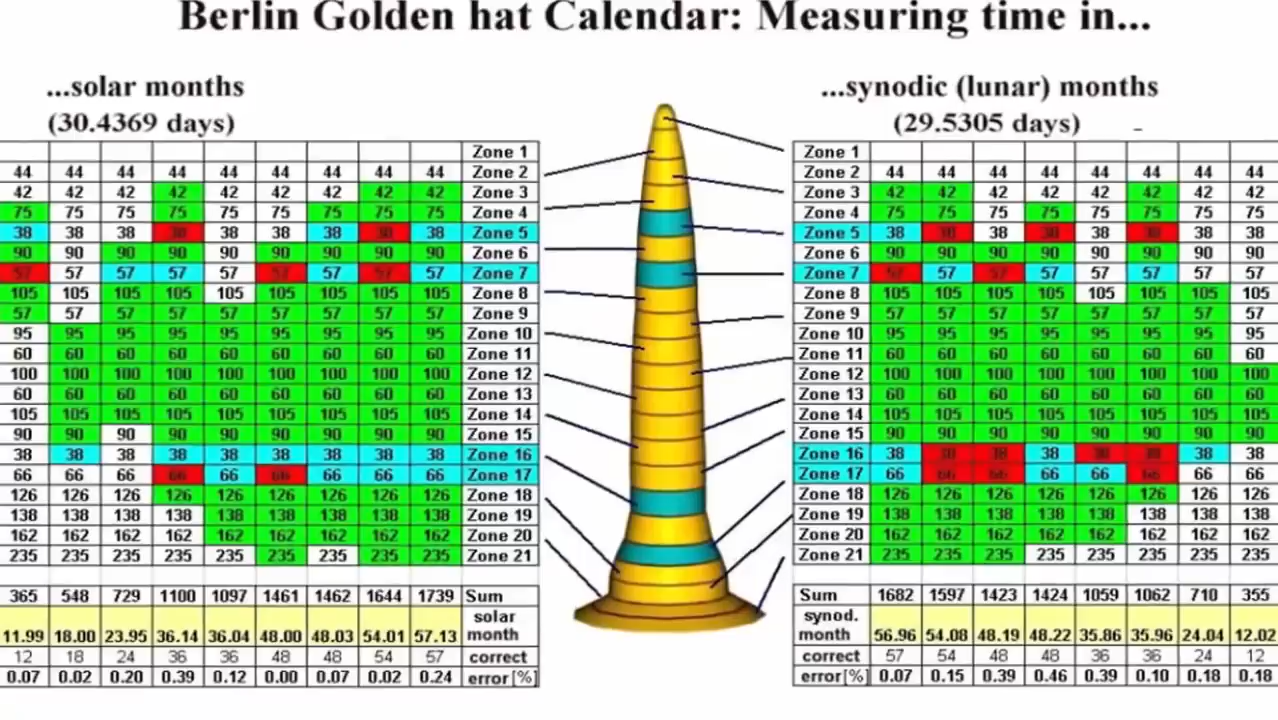 Berlin Golden hat Calendar: Measuring time in...
...solar months
(30.4369 days)
...synodic (lunar) months
(29.5305 days)
Zone 1
44 44 44 44 44 44 44 44 44 Zone 2
42 42 42 42 42 42 42 42 42 Zone 3
75 75 75 75 75 75 75 75 75 Zone 4
38 38 38 38 38 38 38 38 38 Zone 5
90 90 90 90 90 90 90 90 90 Zone 6
57 57 57 57 57 57 57 57 57 Zone 7
105 105 105 105 105 105 105 105 105 Zone 8
57 57 57 57 57 57 57 57 57 Zone 9
95 95 95 95 95 95 95 95 95 Zone 10
60 60 60 60 60 60 60 60 60 Zone 11
100 100 100 100 100 100 100 100 100 Zone 12
60 60 60 60 60 60 60 60 60 Zone 13
105 105 105 105 105 105 105 105 105 Zone 14
90 90 90 90 90 90 90 90 90 Zone 15
38 38 38 38 38 38 38 38 38 Zone 16
66 66 66 66 66 66 66 66 66 Zone 17
126 126 126 126 126 126 126 126 126 Zone 18
138 138 138 138 138 138 138 138 138 Zone 19
162 162 162 162 162 162 162 162 162 Zone 20
235 235 235 235 235 235 235 235 235 Zone 21
365 548 729 1100 1097 1461 1462 1644 1739 Sum
solar
11.99 18.00 23.95 36.14 36.04 48.00 48.03 54.01 57.13 month
12 18 24 36 36 48 48 54 57 correct
0.07 0.02 0.20 0.39 0.12 0.00 0.07 0.02 0.24 error[%]
Zone 1
Zone 2 44 44 44 44 44 44 44 44
Zone 3 42 42 42 42 42 42 42 42
Zone 4 75 75 75 75 75 75 75 75
Zone 5 38 38 38 38 38 38 38 38
Zone 6 90 90 90 90 90 90 90 90
Zone 7 57 57 57 57 57 57 57 57
Zone 8 105 105 105 105 105 105 105 105
Zone 9 57 57 57 57 57 57 57 57
Zone 10 95 95 95 95 95 95 95 95
Zone 11 60 60 60 60 60 60 60 60
Zone 12 100 100 100 100 100 100 100 100
Zone 13 60 60 60 60 60 60 60 60
Zone 14 105 105 105 105 105 105 105 105
Zone 15 90 90 90 90 90 90 90 90
Zone 16 38 38 38 38 38 38 38 38
Zone 17 66 66 66 66 66 66 66 66
Zone 18 126 126 126 126 126 126 126 126
Zone 19 138 138 138 138 138 138 138 138
Zone 20 162 162 162 162 162 162 162 162
Zone 21 235 235 235 235 235 235 235 235
Sum 1682 1597 1423 1424 1059 1062 710 355
synod.
month 56.96 54.08 48.19 48.22 35.86 35.96 24.04 12.02
correct 57 54 48 48 36 36 24 12
error[%] 0.07 0.15 0.39 0.46 0.39 0.10 0.18 0.18